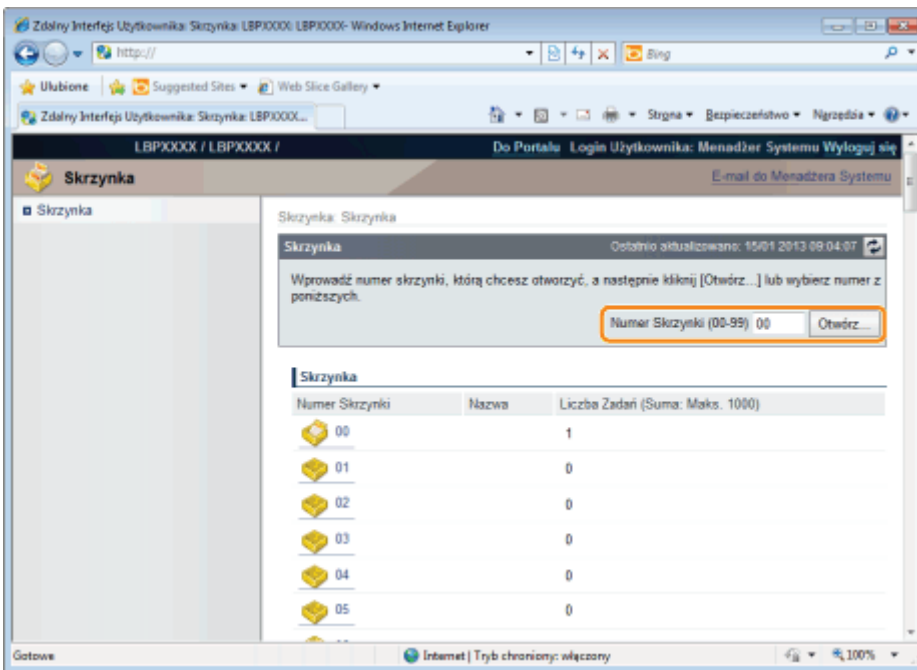 Zdalny Interfejs Użytkownika: Skrzynka: LBPXXXX: LBPXXXX- Windows Internet Explorer
http://
Bing
Ulubione Suggested Sites Web Slice Gallery
Zdalny Interfejs Użytkownika: Skrzynka: LBPXXXX...
Strona Bezpieczeństwo Narzędzia
LBPXXXX / LBPXXXX /
Do Portalu Login Użytkownika: Menadżer Systemu Wyloguj się
Skrzynka
E-mail do Menadżera Systemu
Skrzynka
Skrzynka: Skrzynka
Skrzynka Ostatnio aktualizowano: 15/01 2013 09:04:07
Wprowadź numer skrzynki, którą chcesz otworzyć, a następnie kliknij [Otwórz...] lub wybierz numer z
poniższych.
Numer Skrzynki (00-99) 00 Otwórz...
Skrzynka
Numer Skrzynki Nazwa Liczba Zadań (Suma: Maks. 1000)
00 1
01 0
02 0
03 0
04 0
05 0
Gotowe Internet | Tryb chroniony: włączony 100%